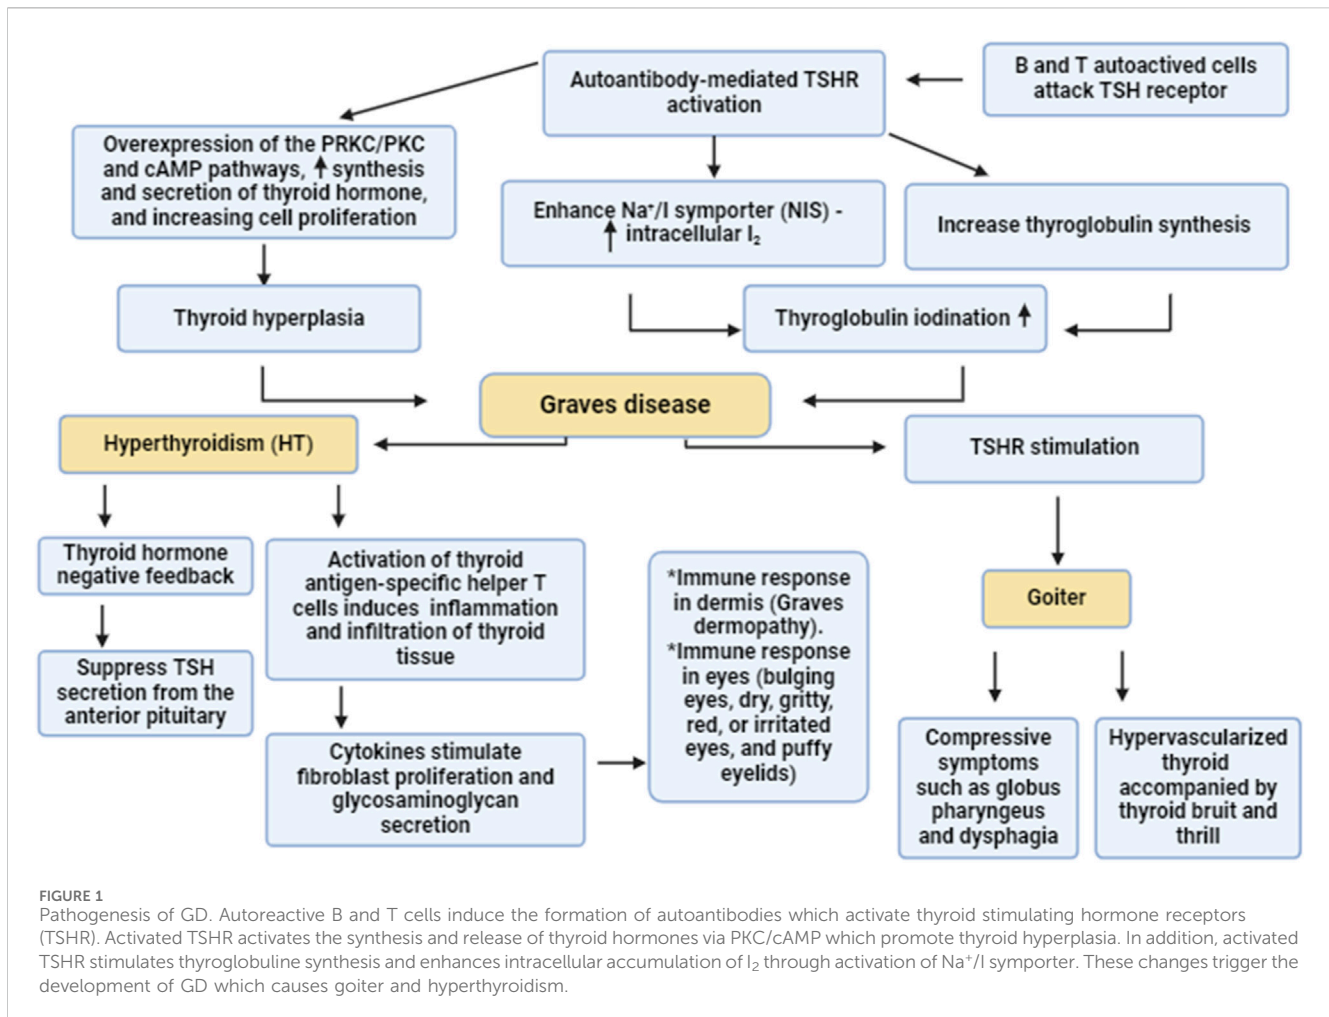 B and T autoactived cells
attack TSH receptor
Autoantibody-mediated TSHR
activation
Overexpression of the PRKC/PKC
and cAMP pathways, ↑ synthesis
and secretion of thyroid hormone,
and increasing cell proliferation
Enhance Na⁺/I symporter (NIS) -
↑ intracellular I₂
Increase thyroglobulin synthesis
Thyroid hyperplasia
Thyroglobulin iodination ↑
Graves disease
Hyperthyroidism (HT)
TSHR stimulation
Thyroid hormone
negative feedback
Suppress TSH
secretion from the
anterior pituitary
Activation of thyroid
antigen-specific helper T
cells induces inflammation
and infiltration of thyroid
tissue
Cytokines stimulate
fibroblast proliferation and
glycosaminoglycan
secretion
*Immune response
in dermis (Graves
dermopathy).
*Immune response
in eyes (bulging
eyes, dry, gritty,
red, or irritated
eyes, and puffy
eyelids)
Goiter
Compressive
symptoms
such as globus
pharyngeus
and dysphagia
Hypervascularized
thyroid
accompanied by
thyroid bruit and
thrill
FIGURE 1
Pathogenesis of GD. Autoreactive B and T cells induce the formation of autoantibodies which activate thyroid stimulating hormone receptors
(TSHR). Activated TSHR activates the synthesis and release of thyroid hormones via PKC/cAMP which promote thyroid hyperplasia. In addition, activated
TSHR stimulates thyroglobuline synthesis and enhances intracellular accumulation of I₂ through activation of Na⁺/I symporter. These changes trigger the
development of GD which causes goiter and hyperthyroidism.